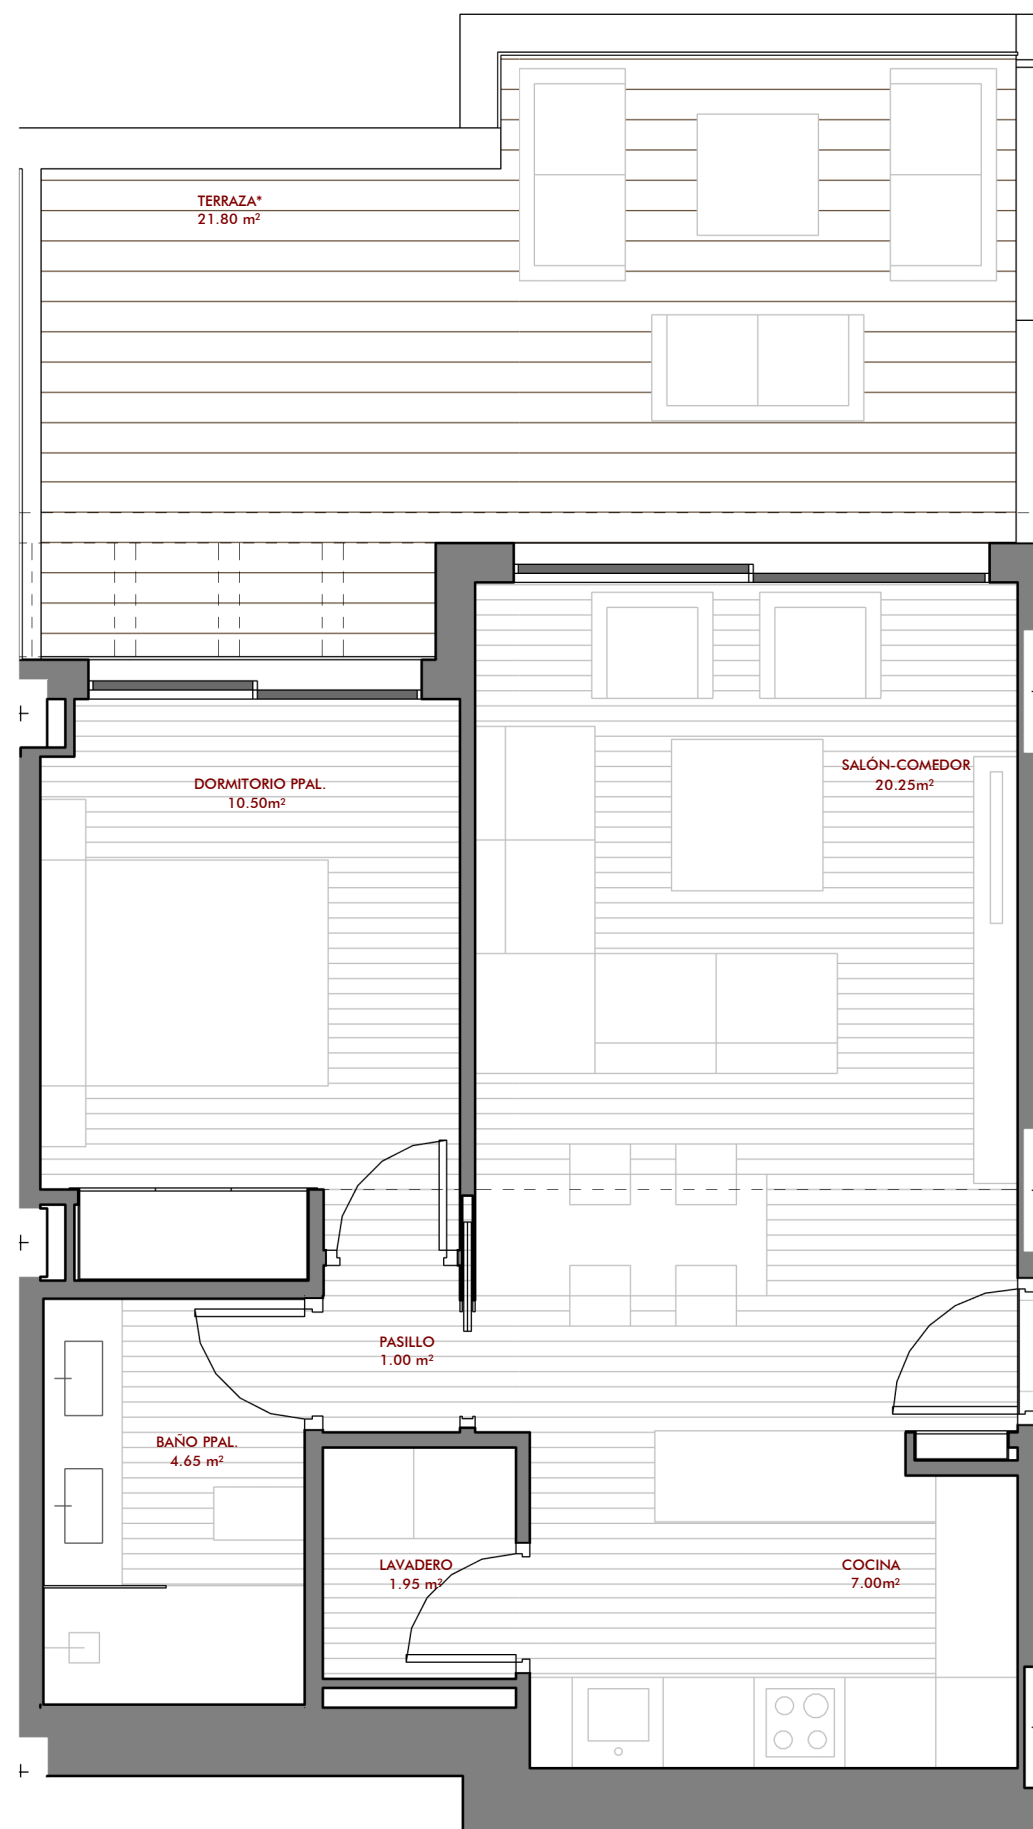 TERRAZA*
21.80 m²
DORMITORIO PPAL.
10.50m²
SALÓN-COMEDOR
20.25m²
PASILLO
1.00 m²
BAÑO PPAL.
4.65 m²
LAVADERO
1.95 m²
COCINA
7.00m²